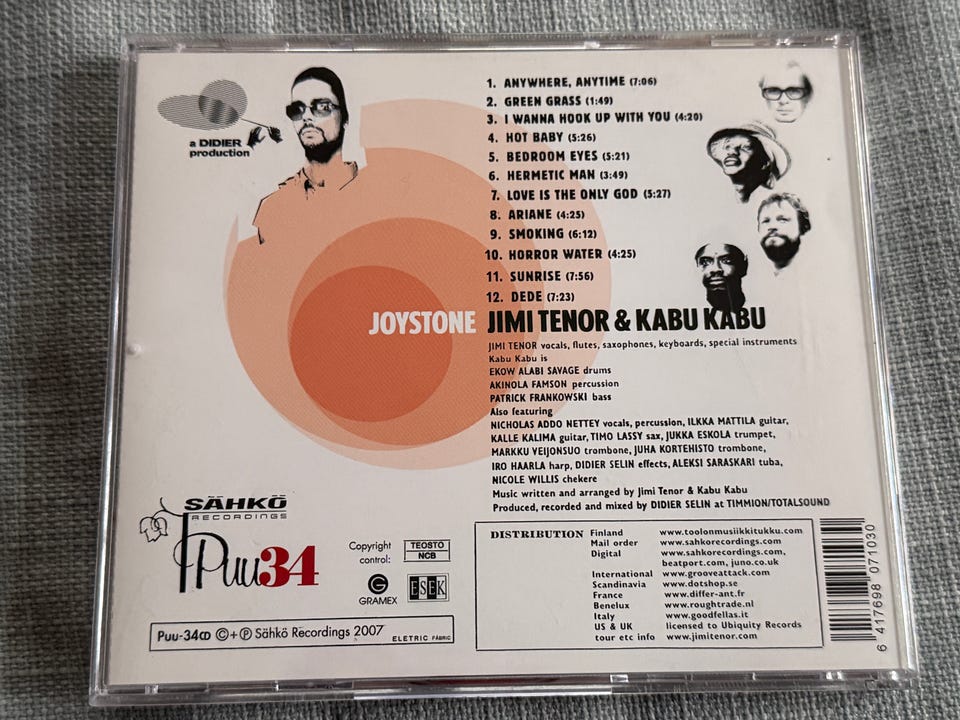 a DIDIER
production
1. ANYWHERE, ANYTIME (7:06)
2. GREEN GRASS (1:49)
3. I WANNA HOOK UP WITH YOU (4:20)
4. HOT BABY (5:26)
5. BEDROOM EYES (5:21)
6. HERMETIC MAN (3:49)
7. LOVE IS THE ONLY GOD (5:27)
8. ARIANE (4:25)
9. SMOKING (6:12)
10. HORROR WATER (4:25)
11. SUNRISE (7:56)
12. DEDE (7:23)
JOYSTONE JIMI TENOR & KABU KABU
JIMI TENOR vocals, flutes, saxophones, keyboards, special instruments
Kabu Kabu is
EKOW ALABI SAVAGE drums
AKINOLA FAMSON percussion
PATRICK FRANKOWSKI bass
Also featuring
NICHOLAS ADDO NETTEY vocals, percussion, ILKKA MATTILA guitar,
KALLE KALIMA guitar, TIMO LASSY sax, JUKKA ESKOLA trumpet,
MARKKU VEIJONSUO trombone, JUHA KORTEHISTO trombone,
IRO HAARLA harp, DIDIER SELIN effects, ALEKSI SARASKARI tuba,
NICOLE WILLIS chekere
Music written and arranged by Jimi Tenor & Kabu Kabu
Produced, recorded and mixed by DIDIER SELIN at TIMMION/TOTALSOUND
SÄHKÖ
RECORDINGS
Puu34
Copyright
control:
TEOSTO
NCB
GRAMEX
ESEK
Puu-34CD ©+℗ Sähkö Recordings 2007 ELETRIC FABRIC
DISTRIBUTION
Finland www.toolonmusiikkitukku.com
Mail order www.sahkorecordings.com
Digital www.sahkorecordings.com,
beatport.com, juno.co.uk
International www.grooveattack.com
Scandinavia www.dotshop.se
France www.differ-ant.fr
Benelux www.roughtrade.nl
Italy www.goodfellas.it
US & UK licensed to Ubiquity Records
tour etc info www.jimitenor.com
6 417698 071030